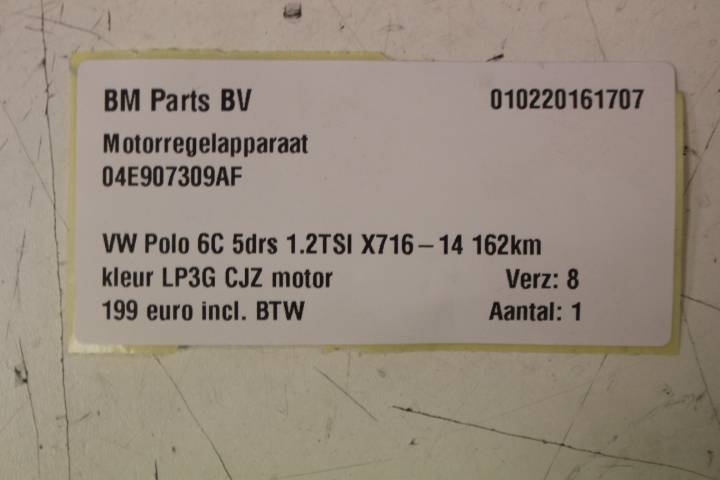 BM Parts BV 010220161707
Motorregelapparaat
04E907309AF
VW Polo 6C 5drs 1.2TSI X716-14 162km
kleur LP3G CJZ motor Verz: 8
199 euro incl. BTW Aantal: 1